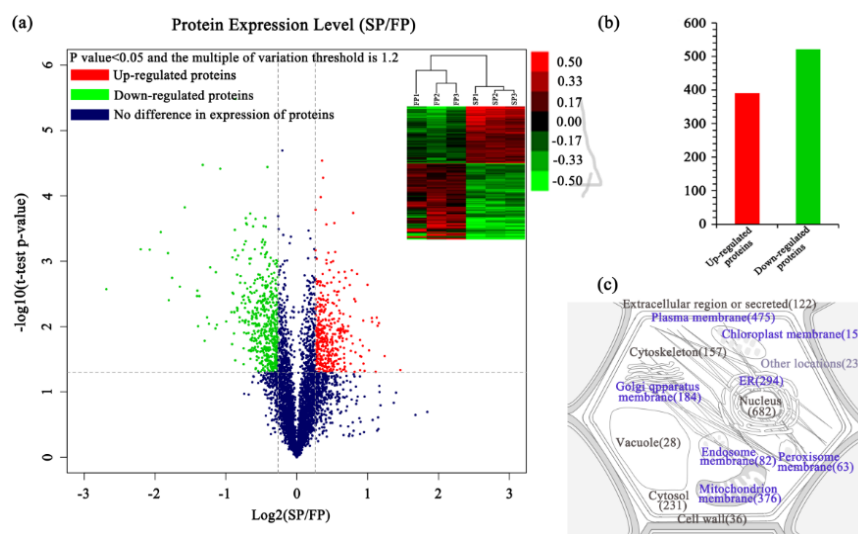 (a)
Protein Expression Level (SP/FP)
P value<0.05 and the multiple of variation threshold is 1.2
Up-regulated proteins
Down-regulated proteins
No difference in expression of proteins
FP1
FP2
FP3
SP1
SP2
SP3
0.50
0.33
0.17
0.00
-0.17
-0.33
-0.50
6
5
4
3
2
1
0
-log10(t-test p-value)
-3
-2
-1
0
1
2
3
Log2(SP/FP)
(b)
600
500
400
300
200
100
0
Up-regulated
proteins
Down-regulated
proteins
(c)
Extracellular region or secreted(122)
Plasma membrane(475)
Chloroplast membrane(15
Cytoskeleton(157)
Other locations(23
ER(294)
Golgi qpparatus
membrane(184)
Nucleus
(682)
Vacuole(28)
Endosome
membrane(82)
Peroxisome
membrane(63)
Mitochondrion
membrane(376)
Cytosol
(231)
Cell wall(36)